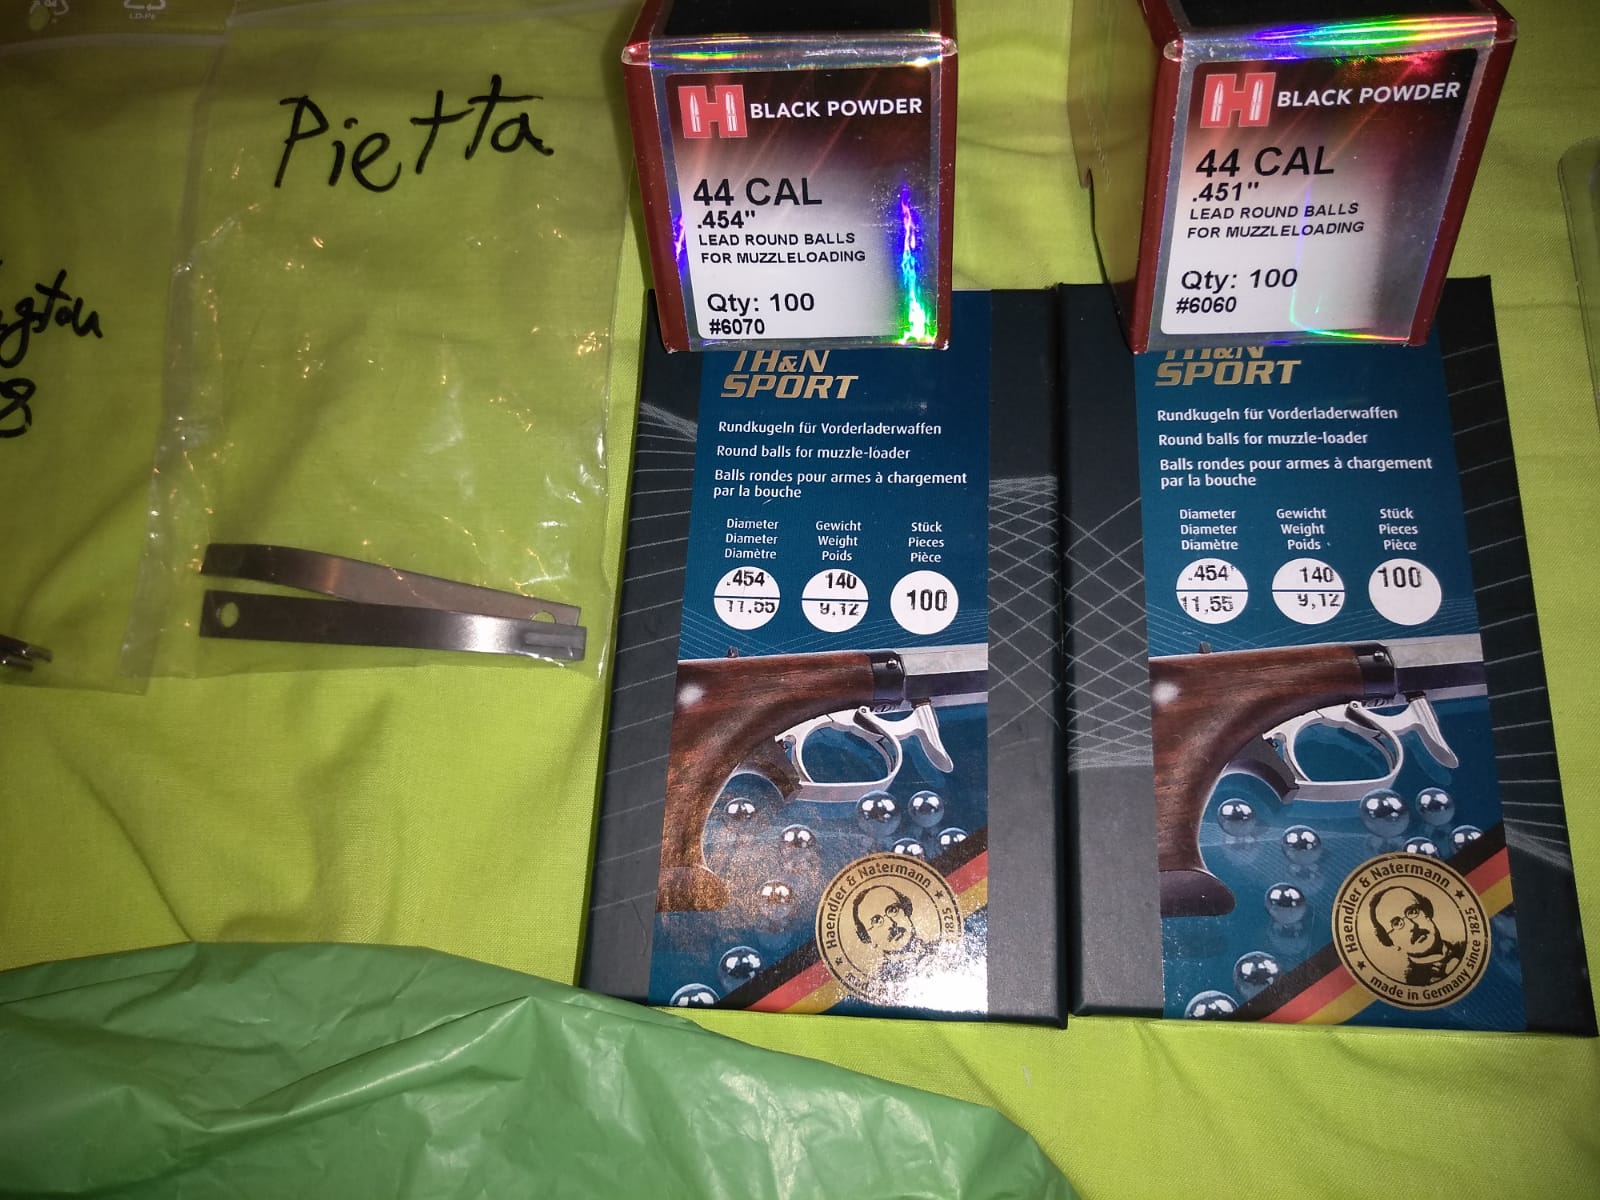 LDPE
Pietta
8
BLACK POWDER
44 CAL
.454"
LEAD ROUND BALLS
FOR MUZZLELOADING
Qty: 100
#6070
BLACK POWDER
44 CAL
.451"
LEAD ROUND BALLS
FOR MUZZLELOADING
Qty: 100
#6060
H&N
SPORT
Rundkugeln für Vorderladerwaffen
Round balls for muzzle-loader
Balls rondes pour armes à chargement
par la bouche
Diameter Gewicht Stück
Diameter Weight Pieces
Diamètre Poids Pièce
.454 140 100
11,55 9,12
Haendler & Natermann
1825
H&N
SPORT
Rundkugeln für Vorderladerwaffen
Round balls for muzzle-loader
Balls rondes pour armes à chargement
par la bouche
Diameter Gewicht Stück
Diameter Weight Pieces
Diamètre Poids Pièce
.454 140 100
11,55 9,12
Haendler & Natermann
made in Germany since 1825